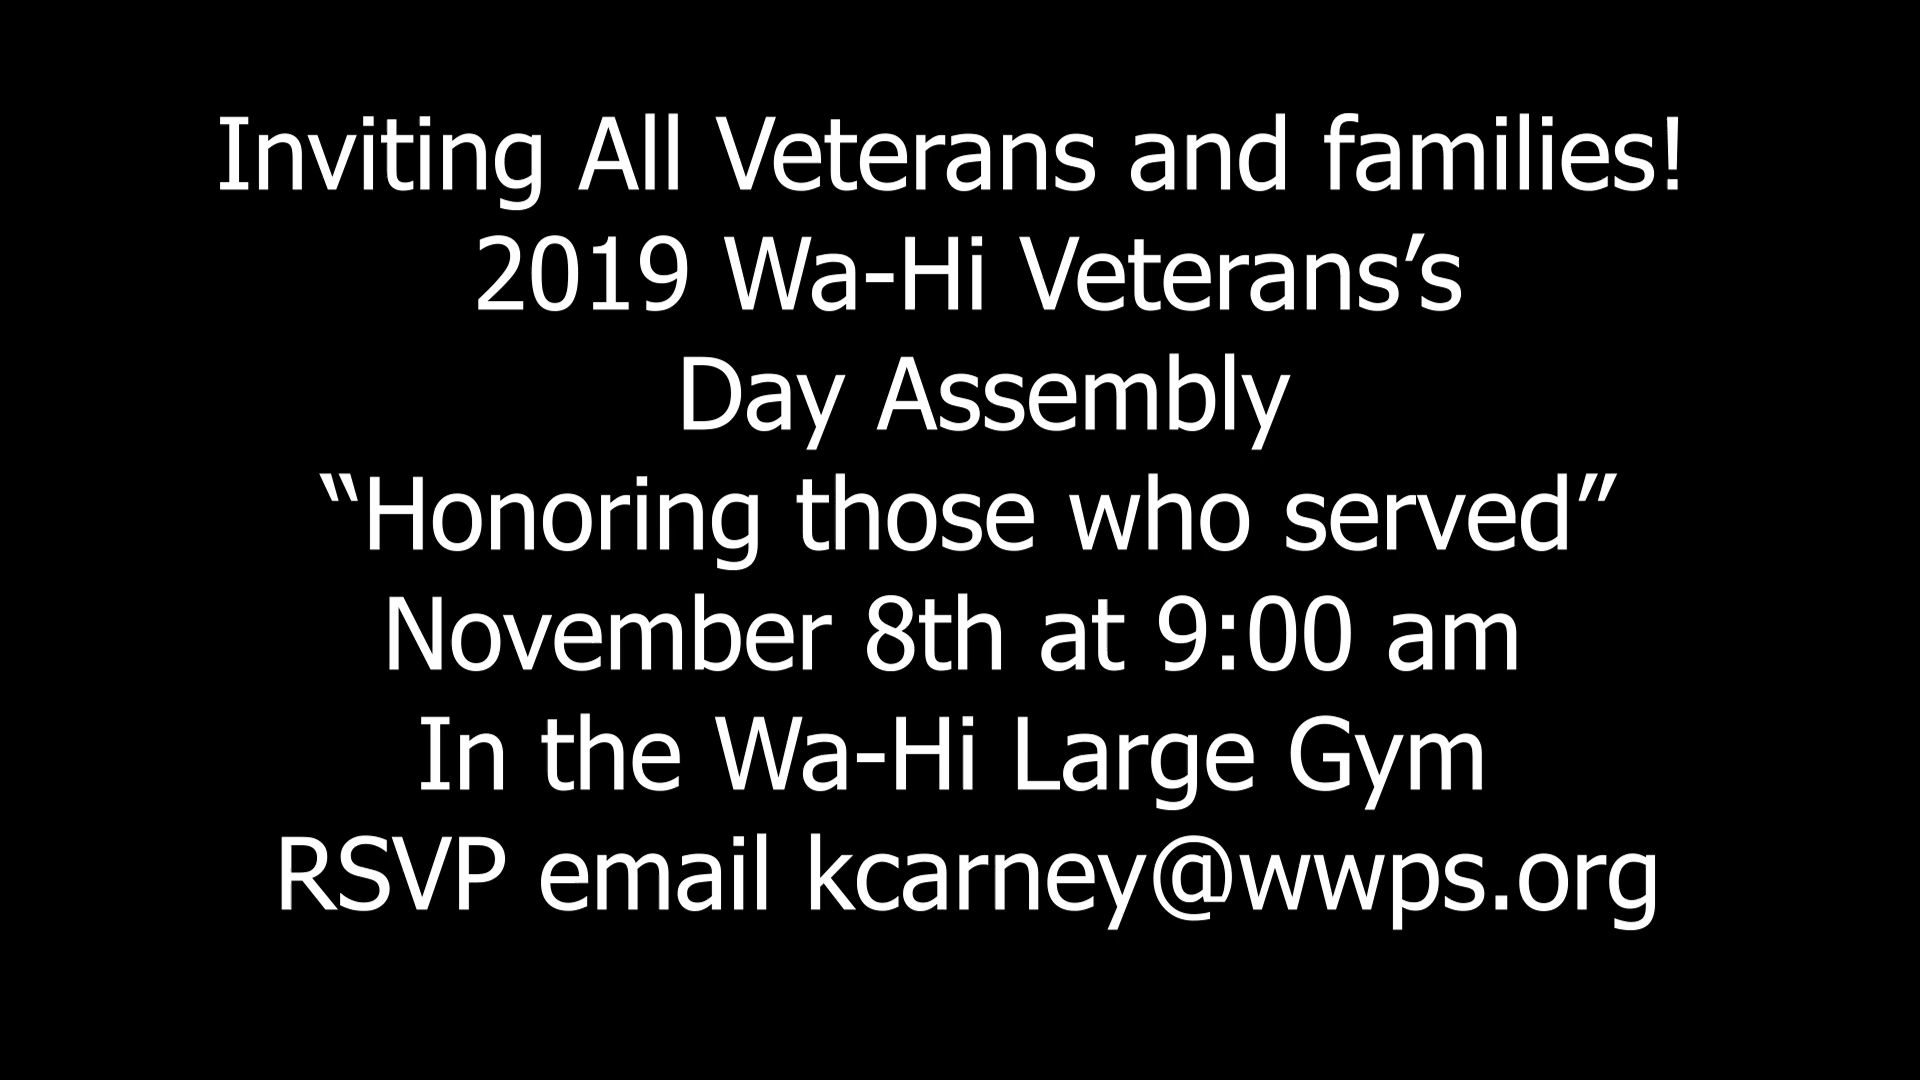 Inviting All Veterans and families!
2019 Wa-Hi Veterans’s
Day Assembly
“Honoring those who served”
November 8th at 9:00 am
In the Wa-Hi Large Gym
RSVP email kcarney@wwps.org